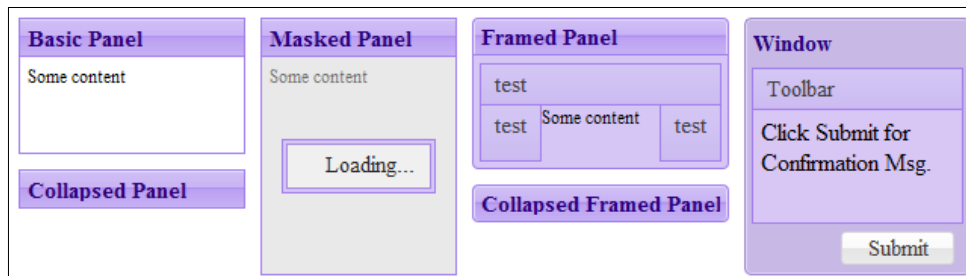 Basic Panel
Some content
Collapsed Panel
Masked Panel
Some content
Loading...
Framed Panel
test
test
Some content
test
Collapsed Framed Panel
Window
Toolbar
Click Submit for
Confirmation Msg.
Submit